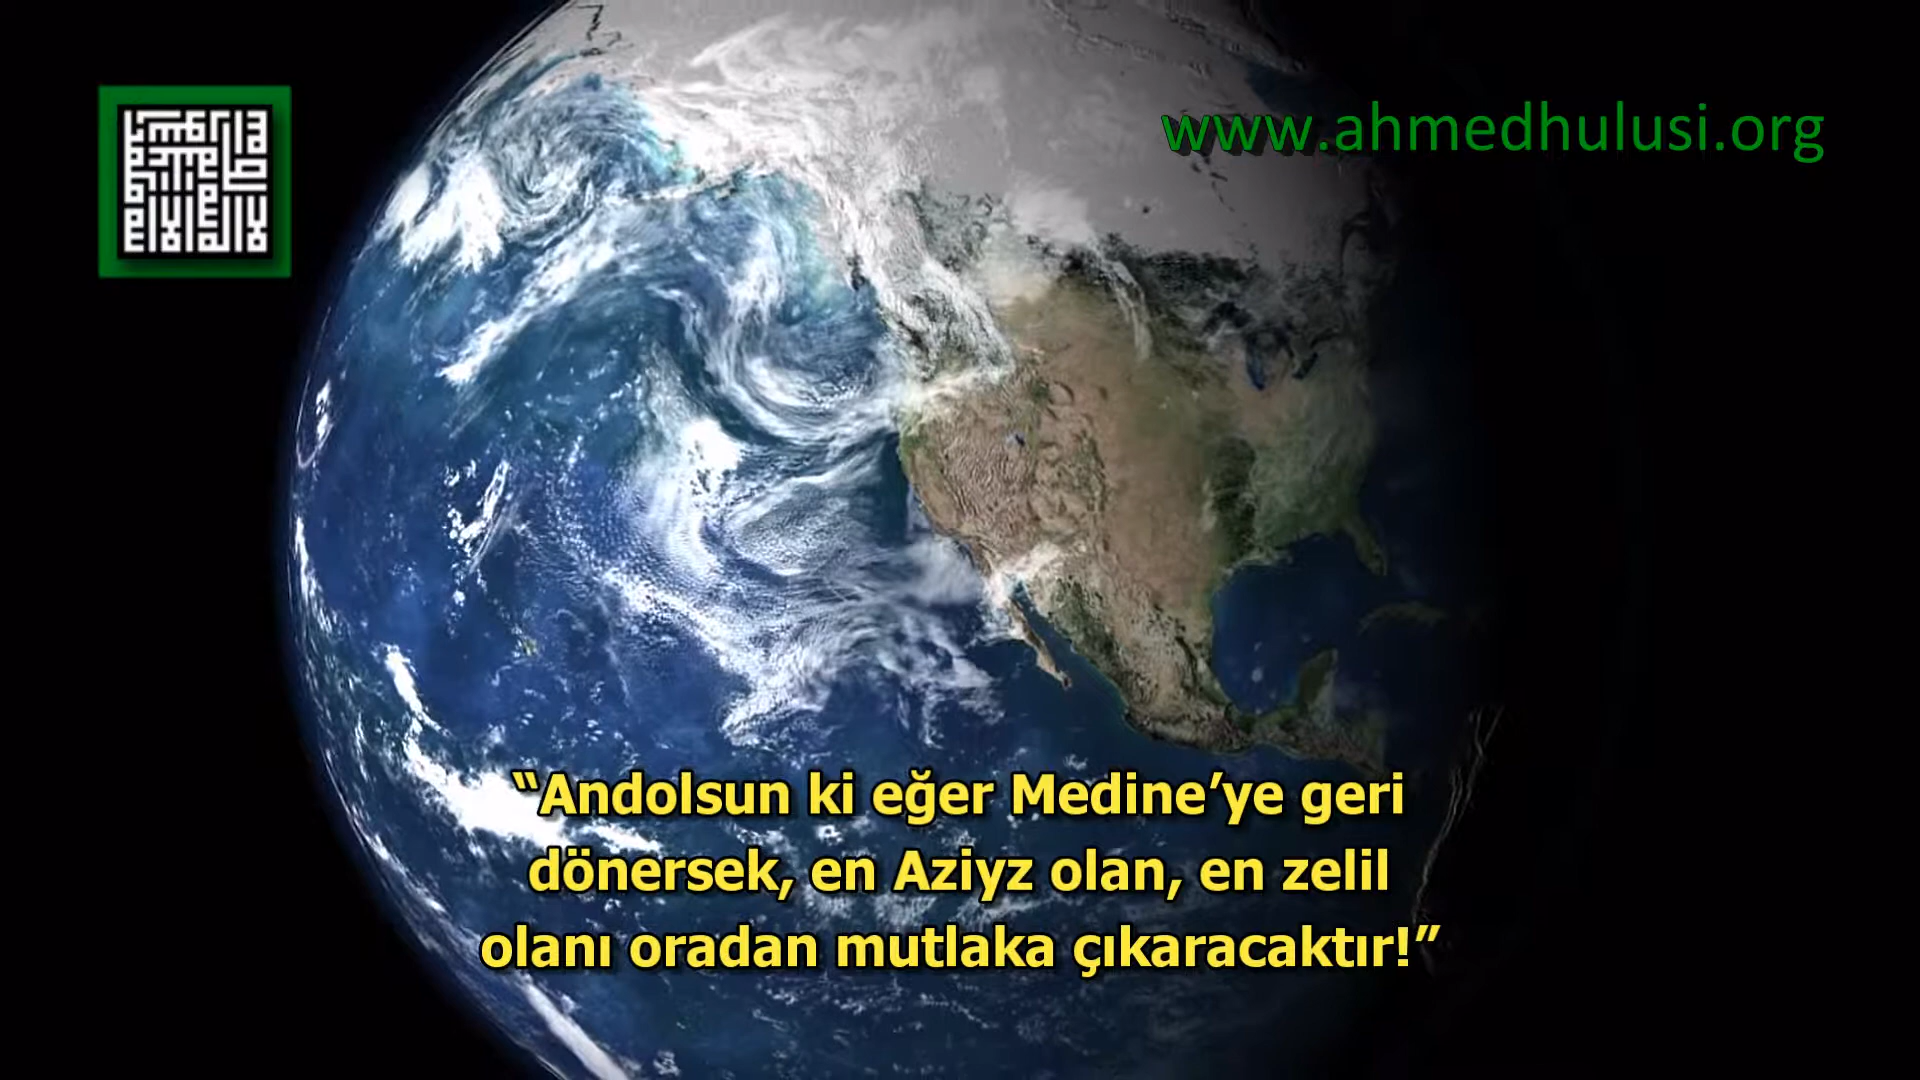 www.ahmedhulusi.org
“Andolsun ki eğer Medine’ye geri
dönersek, en Aziyz olan, en zelil
olanı oradan mutlaka çıkaracaktır!”